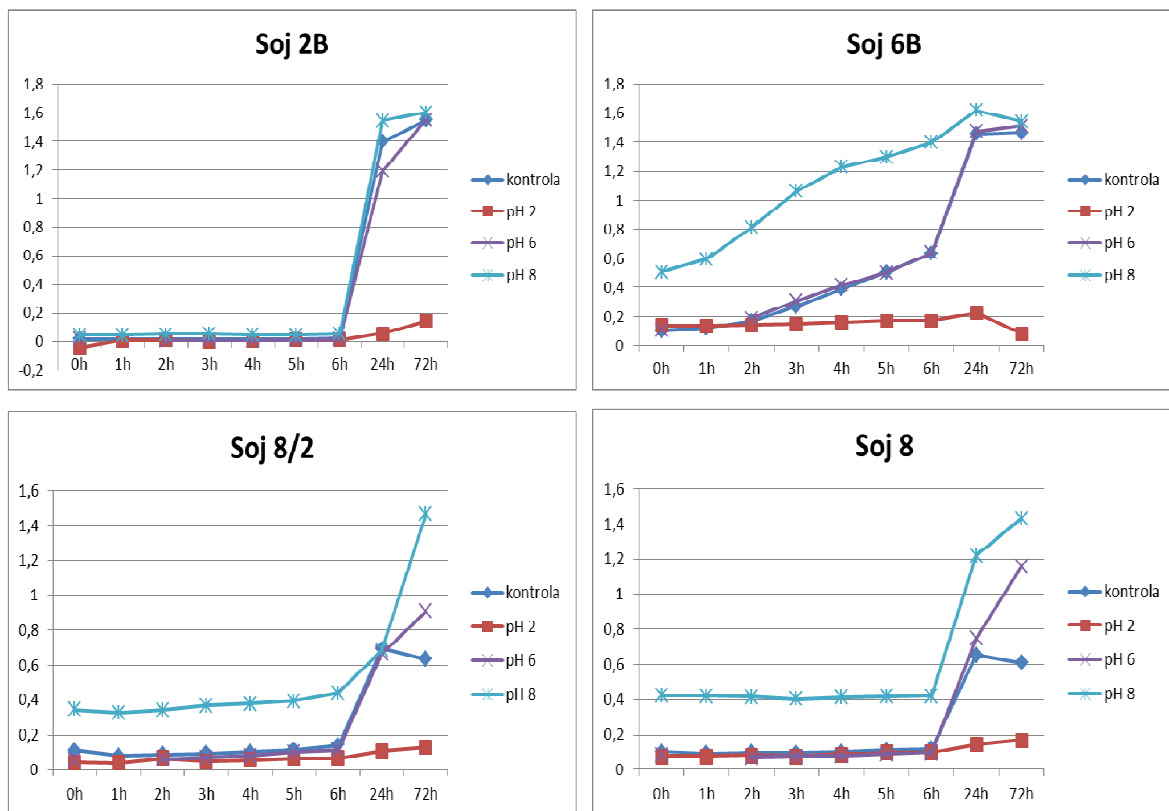 Soj 2B
1,8
1,6
1,4
1,2
1
0,8
0,6
0,4
0,2
0
-0,2
0h 1h 2h 3h 4h 5h 6h 24h 72h
kontrola
pH 2
pH 6
pH 8
Soj 6B
1,8
1,6
1,4
1,2
1
0,8
0,6
0,4
0,2
0
0h 1h 2h 3h 4h 5h 6h 24h 72h
kontrola
pH 2
pH 6
pH 8
Soj 8/2
1,6
1,4
1,2
1
0,8
0,6
0,4
0,2
0
0h 1h 2h 3h 4h 5h 6h 24h 72h
kontrola
pH 2
pH 6
pH 8
Soj 8
1,6
1,4
1,2
1
0,8
0,6
0,4
0,2
0
0h 1h 2h 3h 4h 5h 6h 24h 72h
kontrola
pH 2
pH 6
pH 8